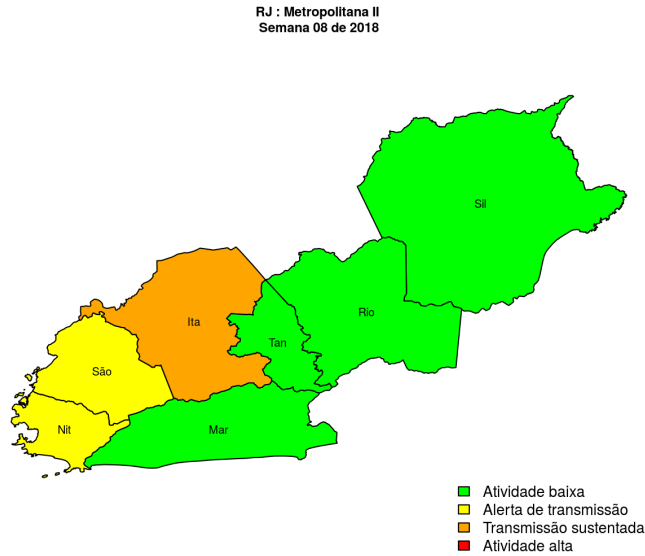 RJ : Metropolitana II
Semana 08 de 2018
Sil
Rio
Ita
Tan
São
Nit
Mar
Atividade baixa
Alerta de transmissão
Transmissão sustentada
Atividade alta